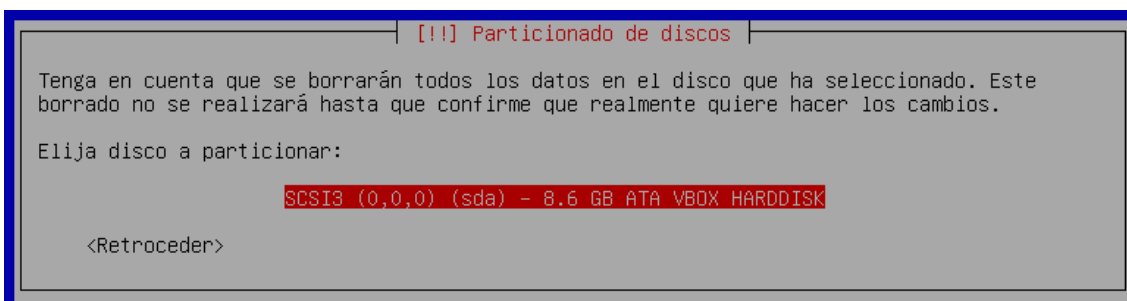 [!!] Particionado de discos
Tenga en cuenta que se borrarán todos los datos en el disco que ha seleccionado. Este
borrado no se realizará hasta que confirme que realmente quiere hacer los cambios.
Elija disco a particionar:
SCSI3 (0,0,0) (sda) - 8.6 GB ATA VBOX HARDDISK
<Retroceder>